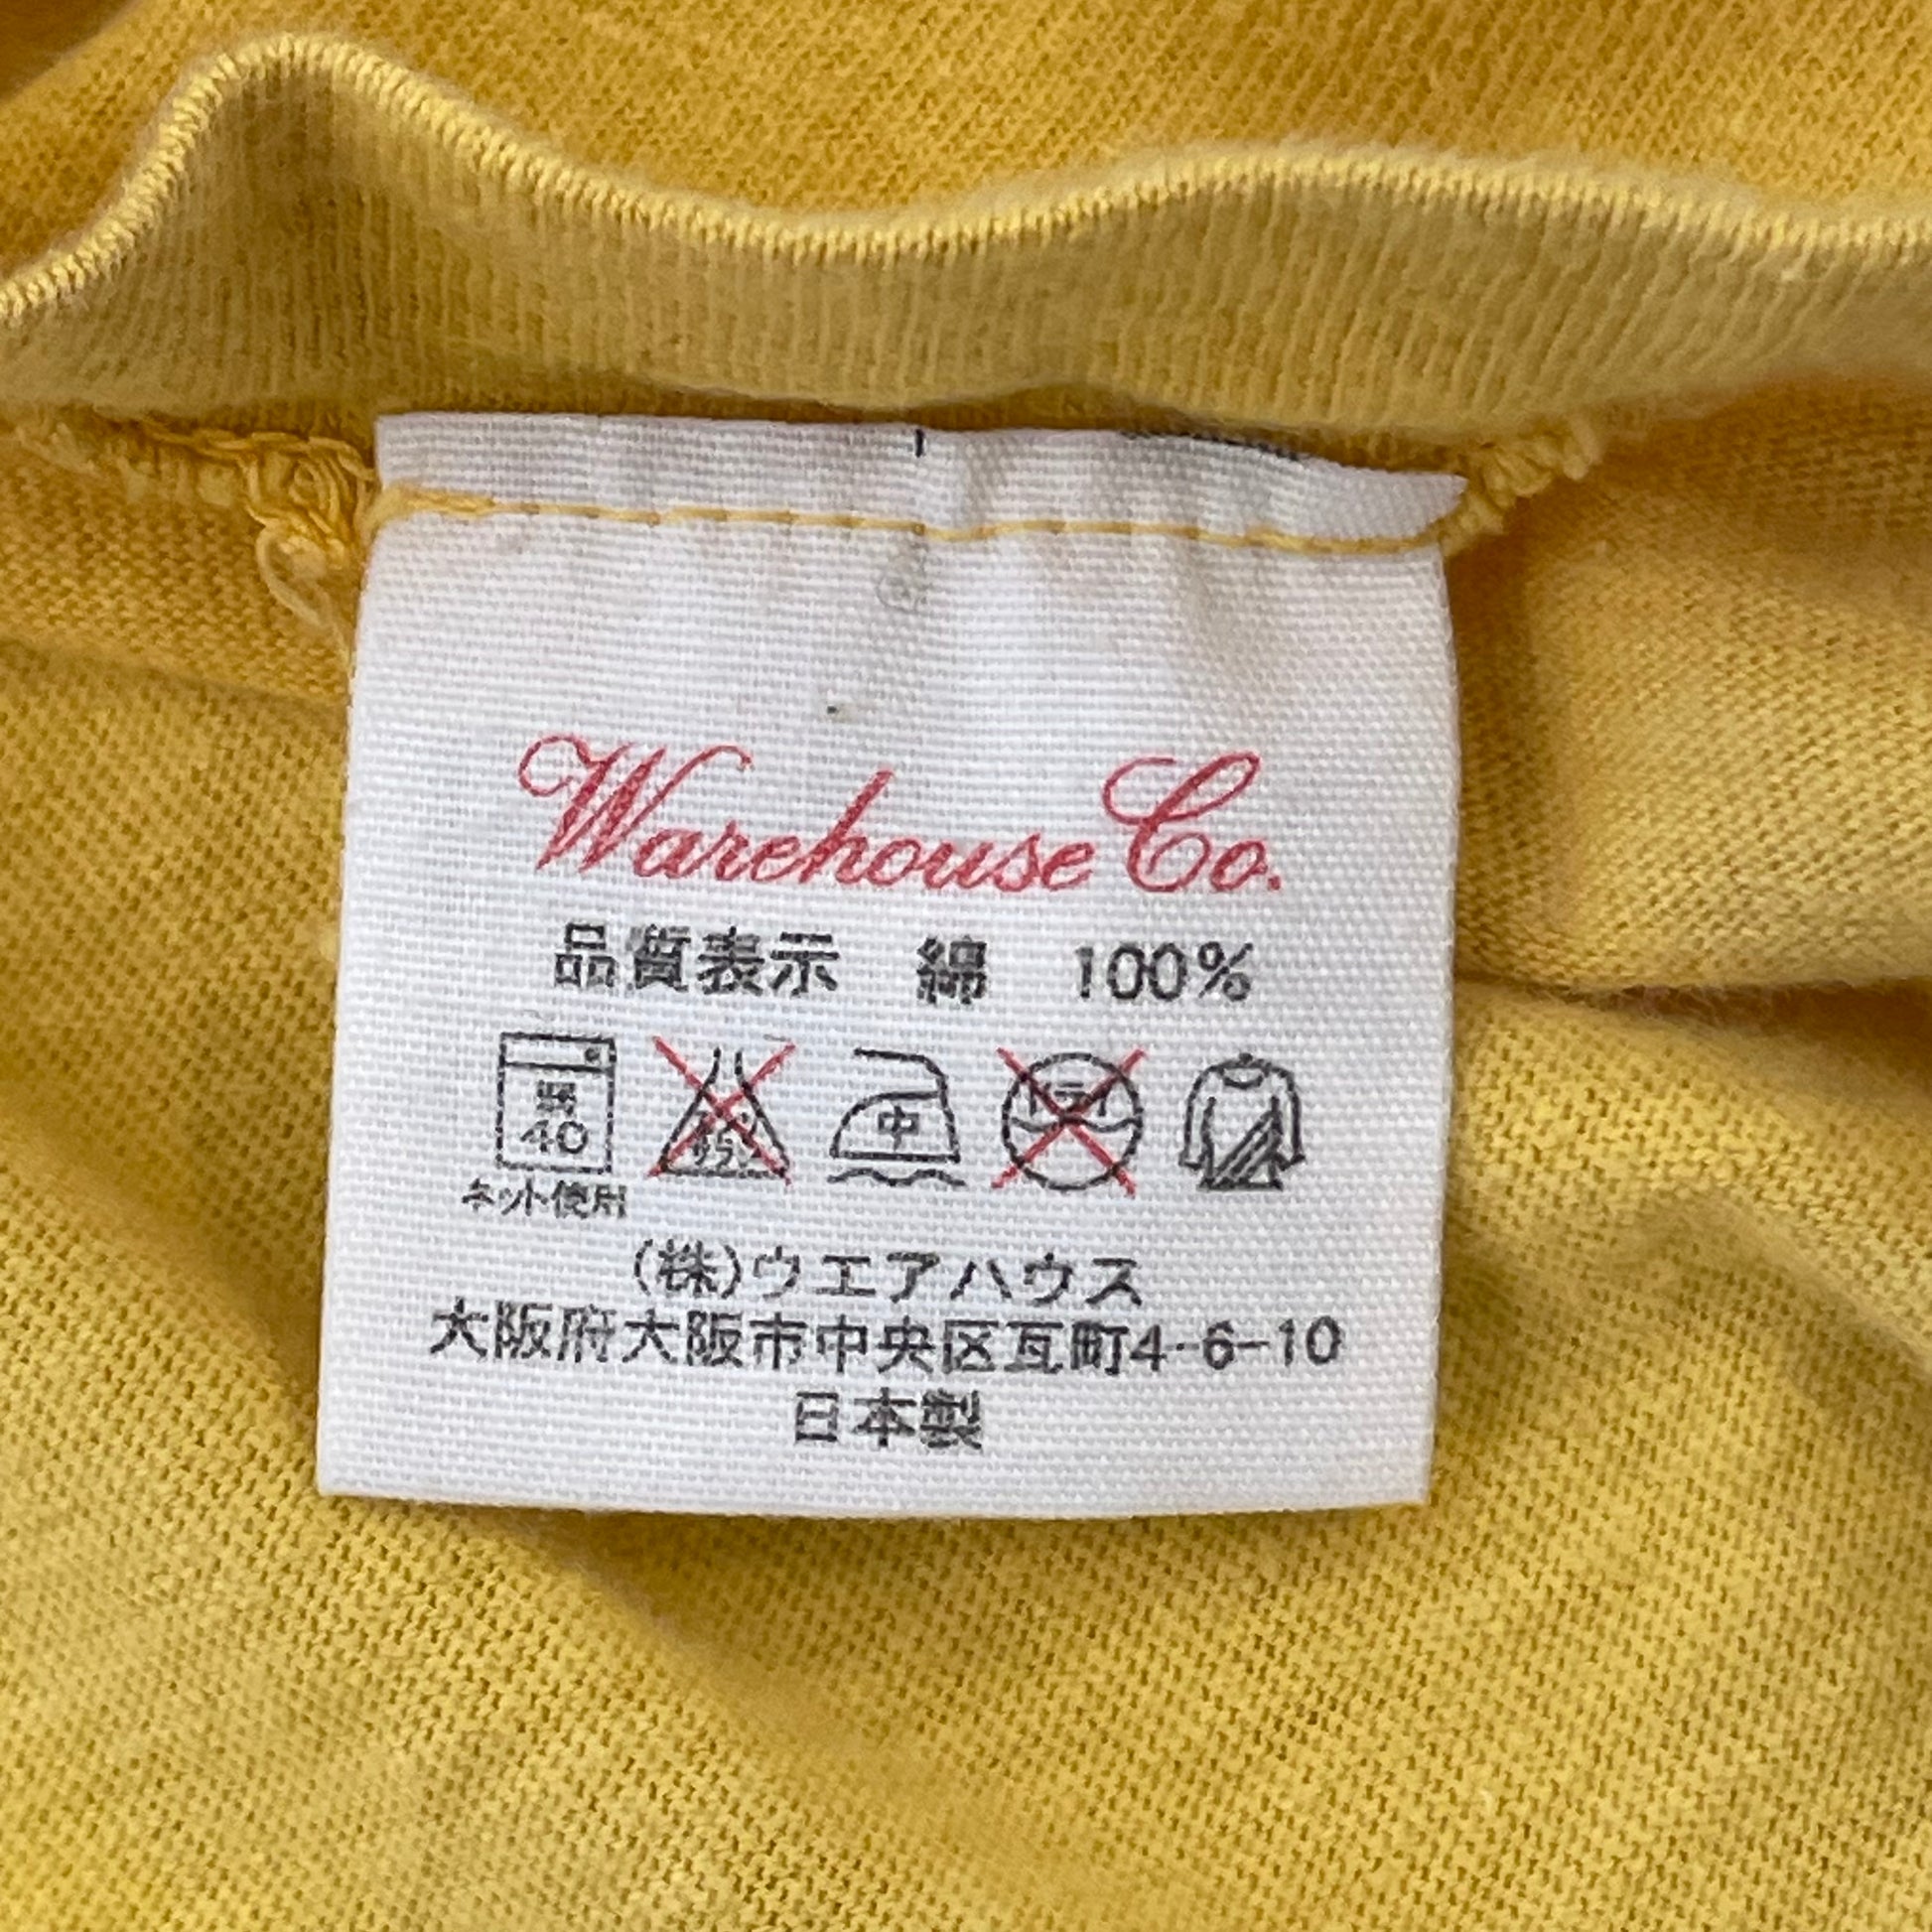 Warehouse Co.
品質表示 綿 100%
40 中
ネット使用
(株)ウエアハウス
大阪府大阪市中央区瓦町4-6-10
日本製